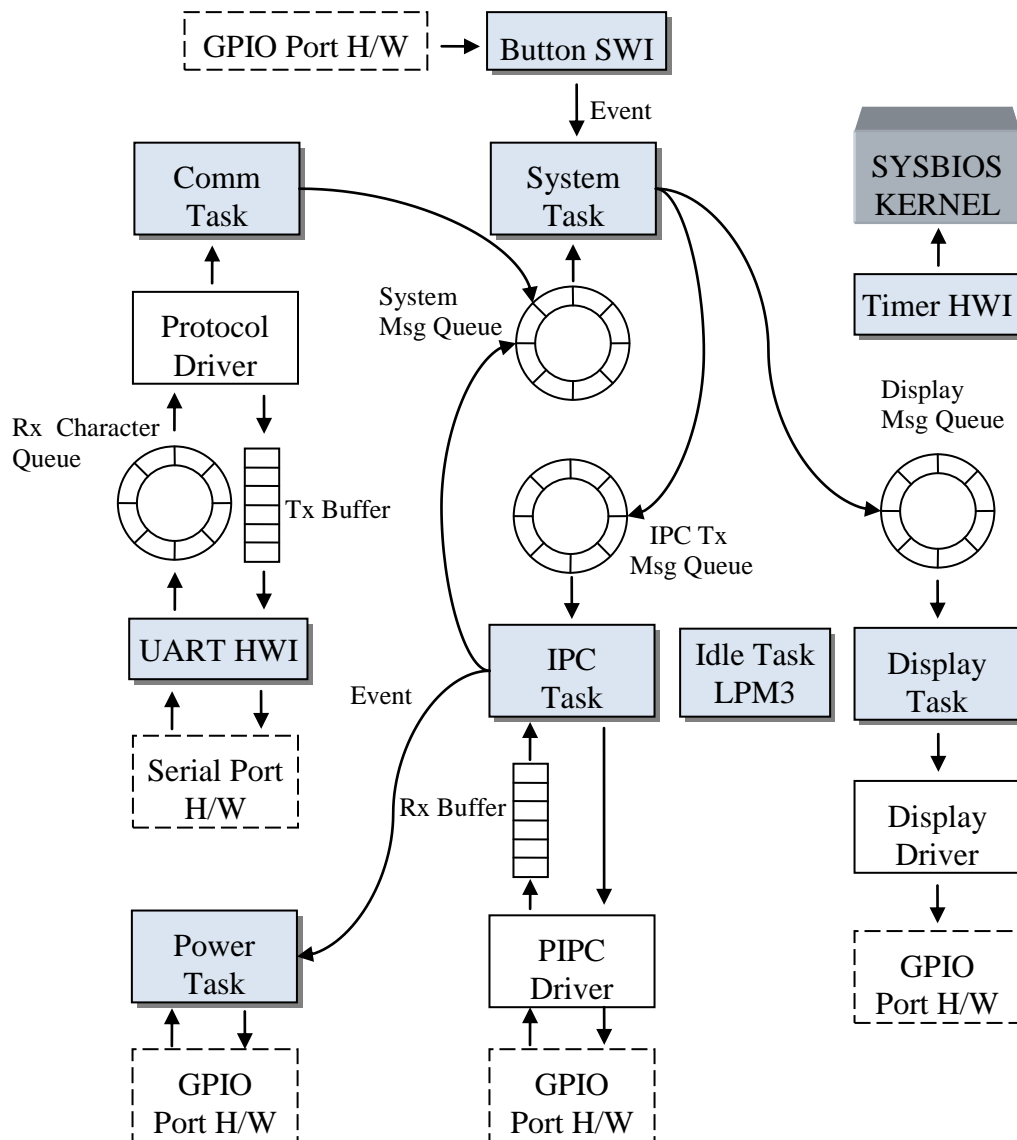 GPIO Port H/W
Button SWI
Event
Comm
Task
System
Task
SYSBIOS
KERNEL
System
Msg Queue
Timer HWI
Protocol
Driver
Display
Msg Queue
Rx Character
Queue
Tx Buffer
IPC Tx
Msg Queue
UART HWI
IPC
Task
Idle Task
LPM3
Display
Task
Event
Serial Port
H/W
Rx Buffer
Display
Driver
Power
Task
PIPC
Driver
GPIO
Port H/W
GPIO
Port H/W
GPIO
Port H/W